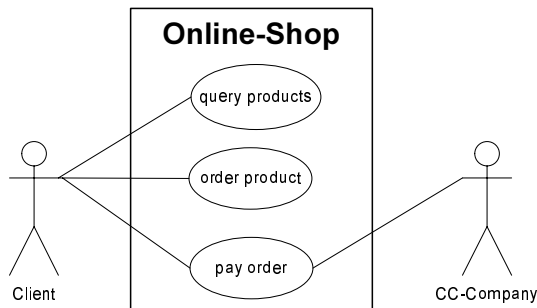 Online-Shop
query products
order product
pay order
Client
CC-Company